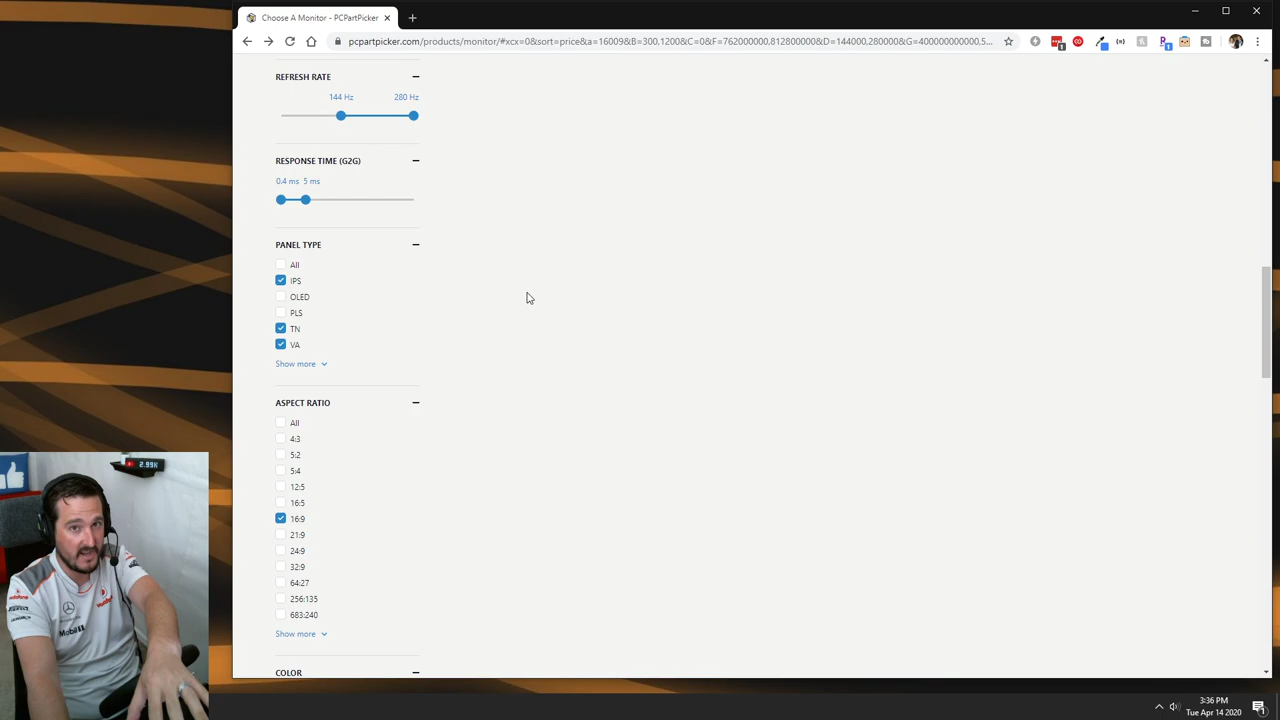 Choose A Monitor - PCPartPicker
pcpartpicker.com/products/monitor/#xcx=0&sort=price&a=16009&B=300,1200&C=0&F=762000000,812800000&D=144000,280000&G=400000000000,5...
REFRESH RATE
144 Hz 280 Hz
RESPONSE TIME (G2G)
0.4 ms 5 ms
PANEL TYPE
All
IPS
OLED
PLS
TN
VA
Show more
ASPECT RATIO
All
4:3
5:2
5:4
12:5
16:5
16:9
21:9
24:9
32:9
64:27
256:135
683:240
Show more
COLOR
2.99K
vodafone
Mobil
3:36 PM
Tue Apr 14 2020